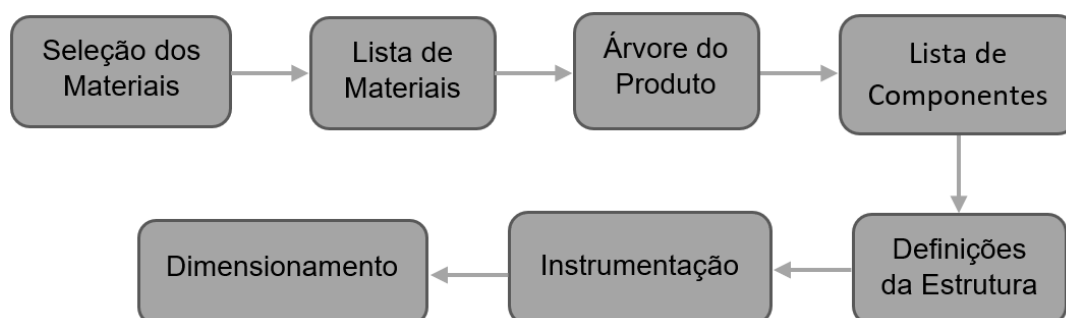 Seleção dos
Materiais
Lista de
Materiais
Árvore do
Produto
Lista de
Componentes
Definições
da Estrutura
Instrumentação
Dimensionamento